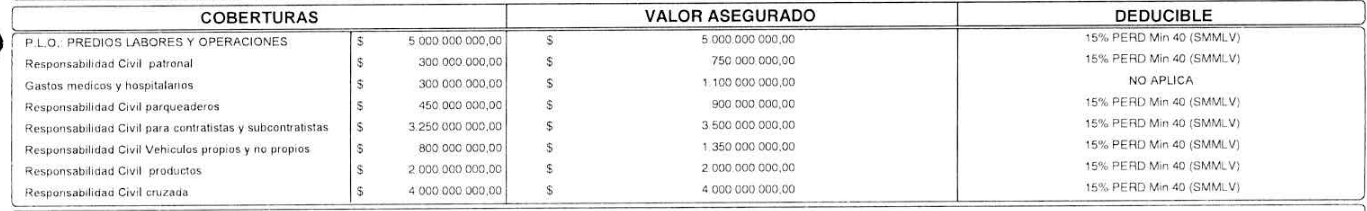 COBERTURAS VALOR ASEGURADO DEDUCIBLE
P.L.O.: PREDIOS LABORES Y OPERACIONES $ 5 000 000 000,00 $ 5 000 000 000,00 15% PERD Min 40 (SMMLV)
Responsabilidad Civil patronal $ 300 000 000,00 $ 750 000 000,00 15% PERD Min 40 (SMMLV)
Gastos medicos y hospitalarios $ 300 000 000,00 $ 1 100 000 000,00 NO APLICA
Responsabilidad Civil parqueaderos $ 450 000 000,00 $ 900 000 000,00 15% PERD Min 40 (SMMLV)
Responsabilidad Civil para contratistas y subcontratistas $ 3.250 000 000,00 $ 3 500 000 000,00 15% PERD Min 40 (SMMLV)
Responsabilidad Civil Vehiculos propios y no propios $ 800 000 000,00 $ 1 350 000 000,00 15% PERD Min 40 (SMMLV)
Responsabilidad Civil productos $ 2 000 000 000,00 $ 2 000 000 000,00 15% PERD Min 40 (SMMLV)
Responsabilidad Civil cruzada $ 4 000 000 000,00 $ 4 000 000 000,00 15% PERD Min 40 (SMMLV)